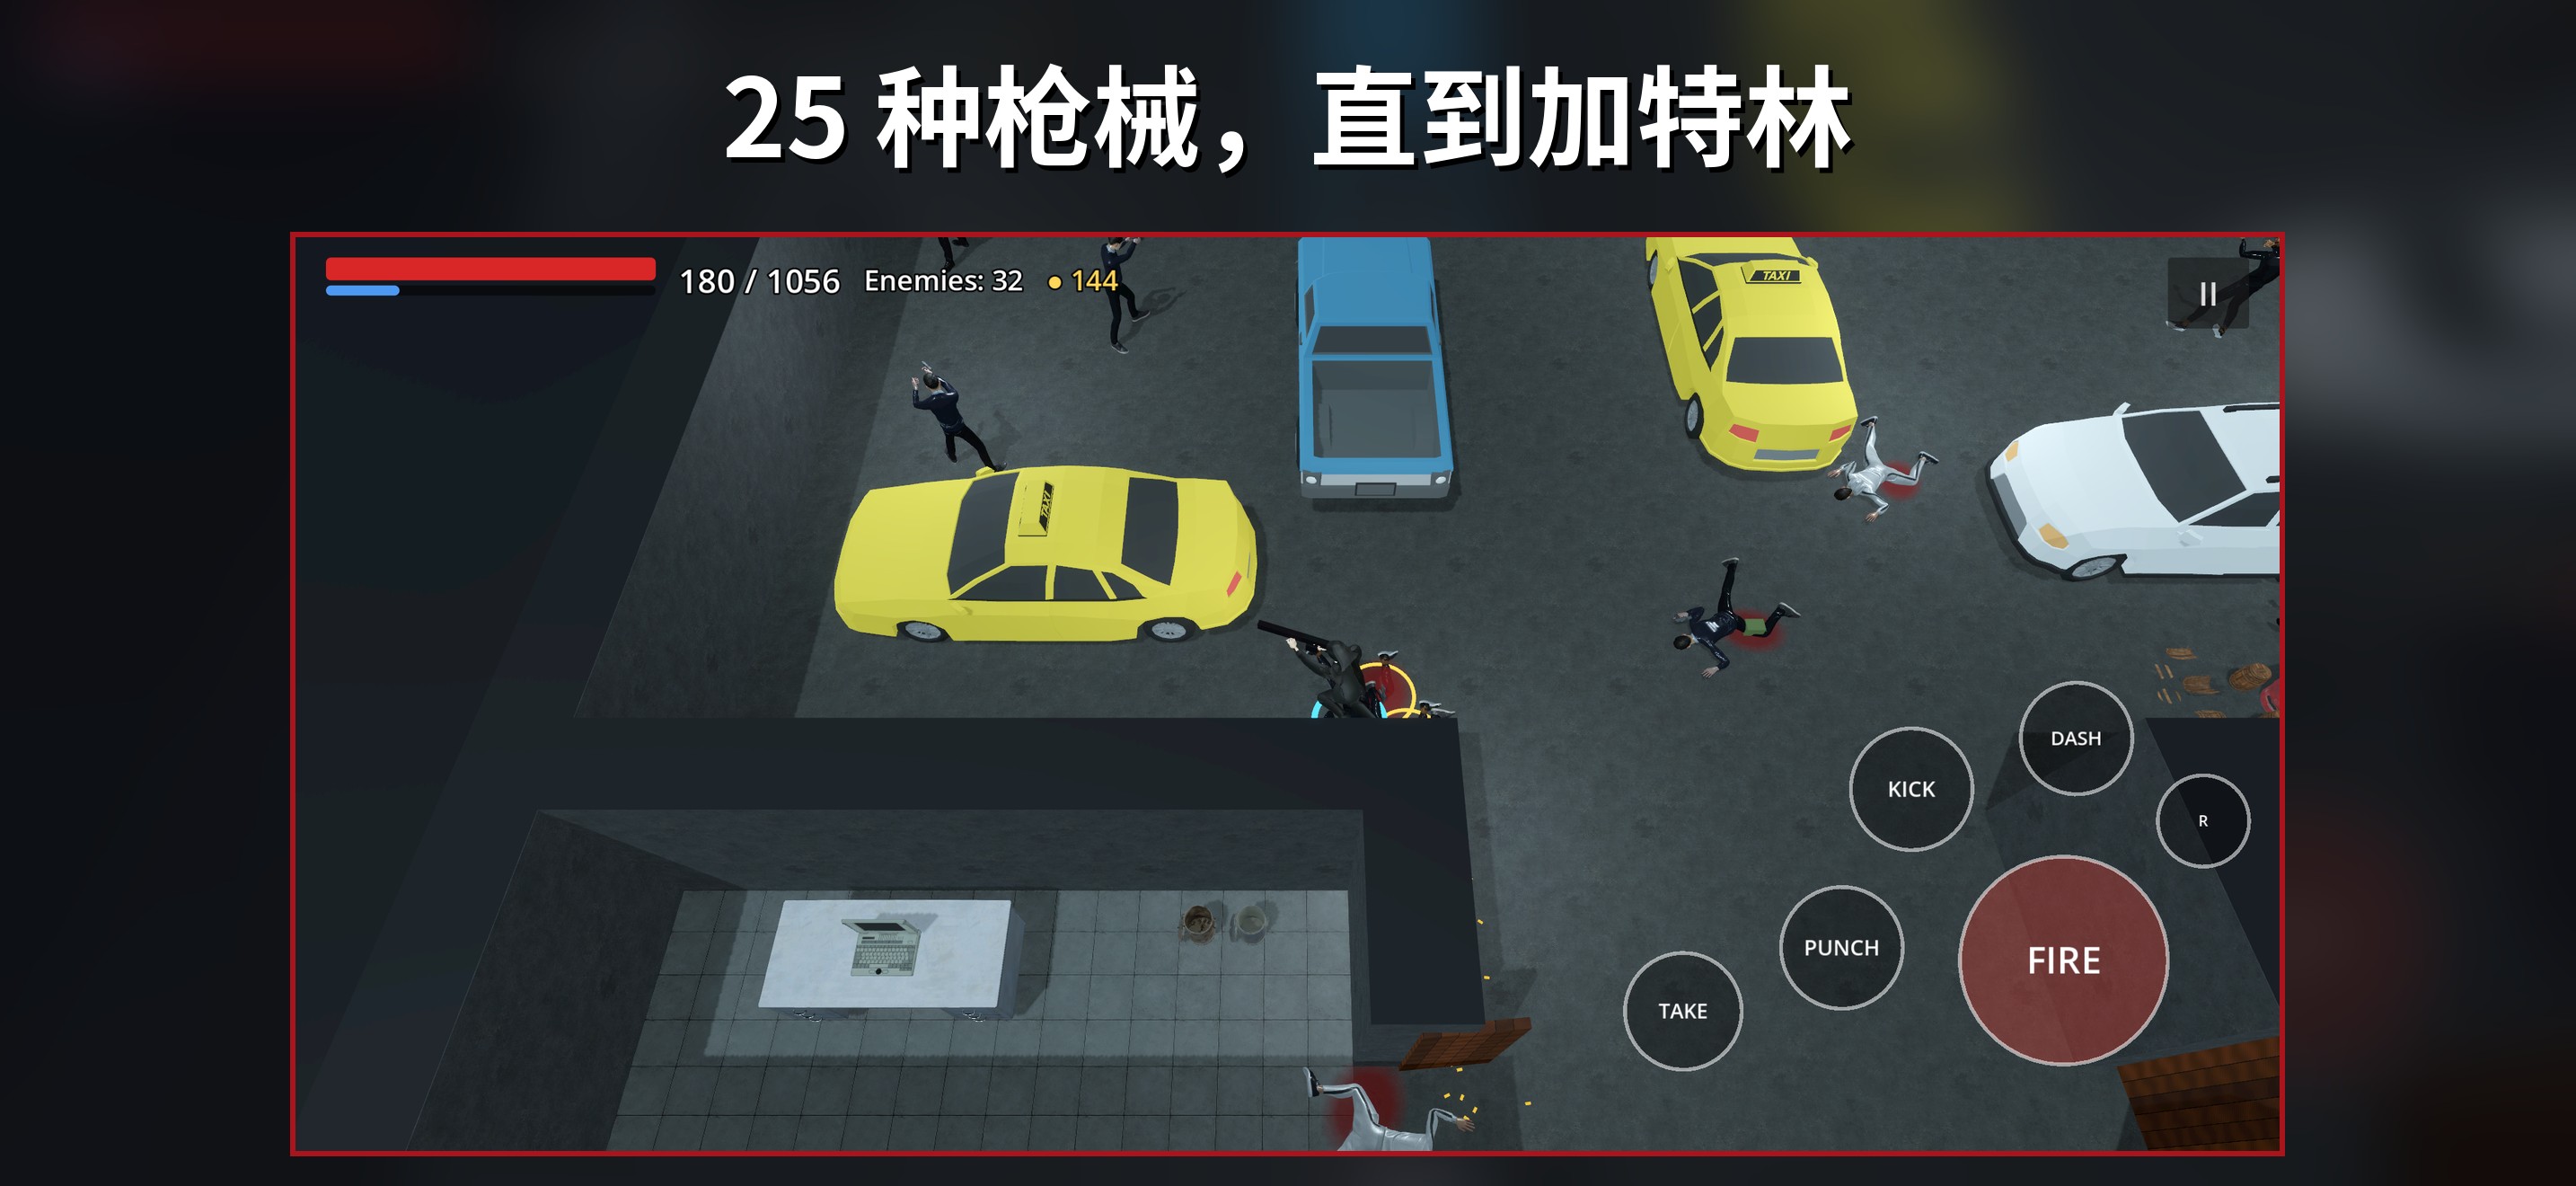 25 种枪械，直到加特林
180 / 1056 Enemies: 32 144
TAXI
TAXI
DASH
KICK
R
PUNCH
FIRE
TAKE